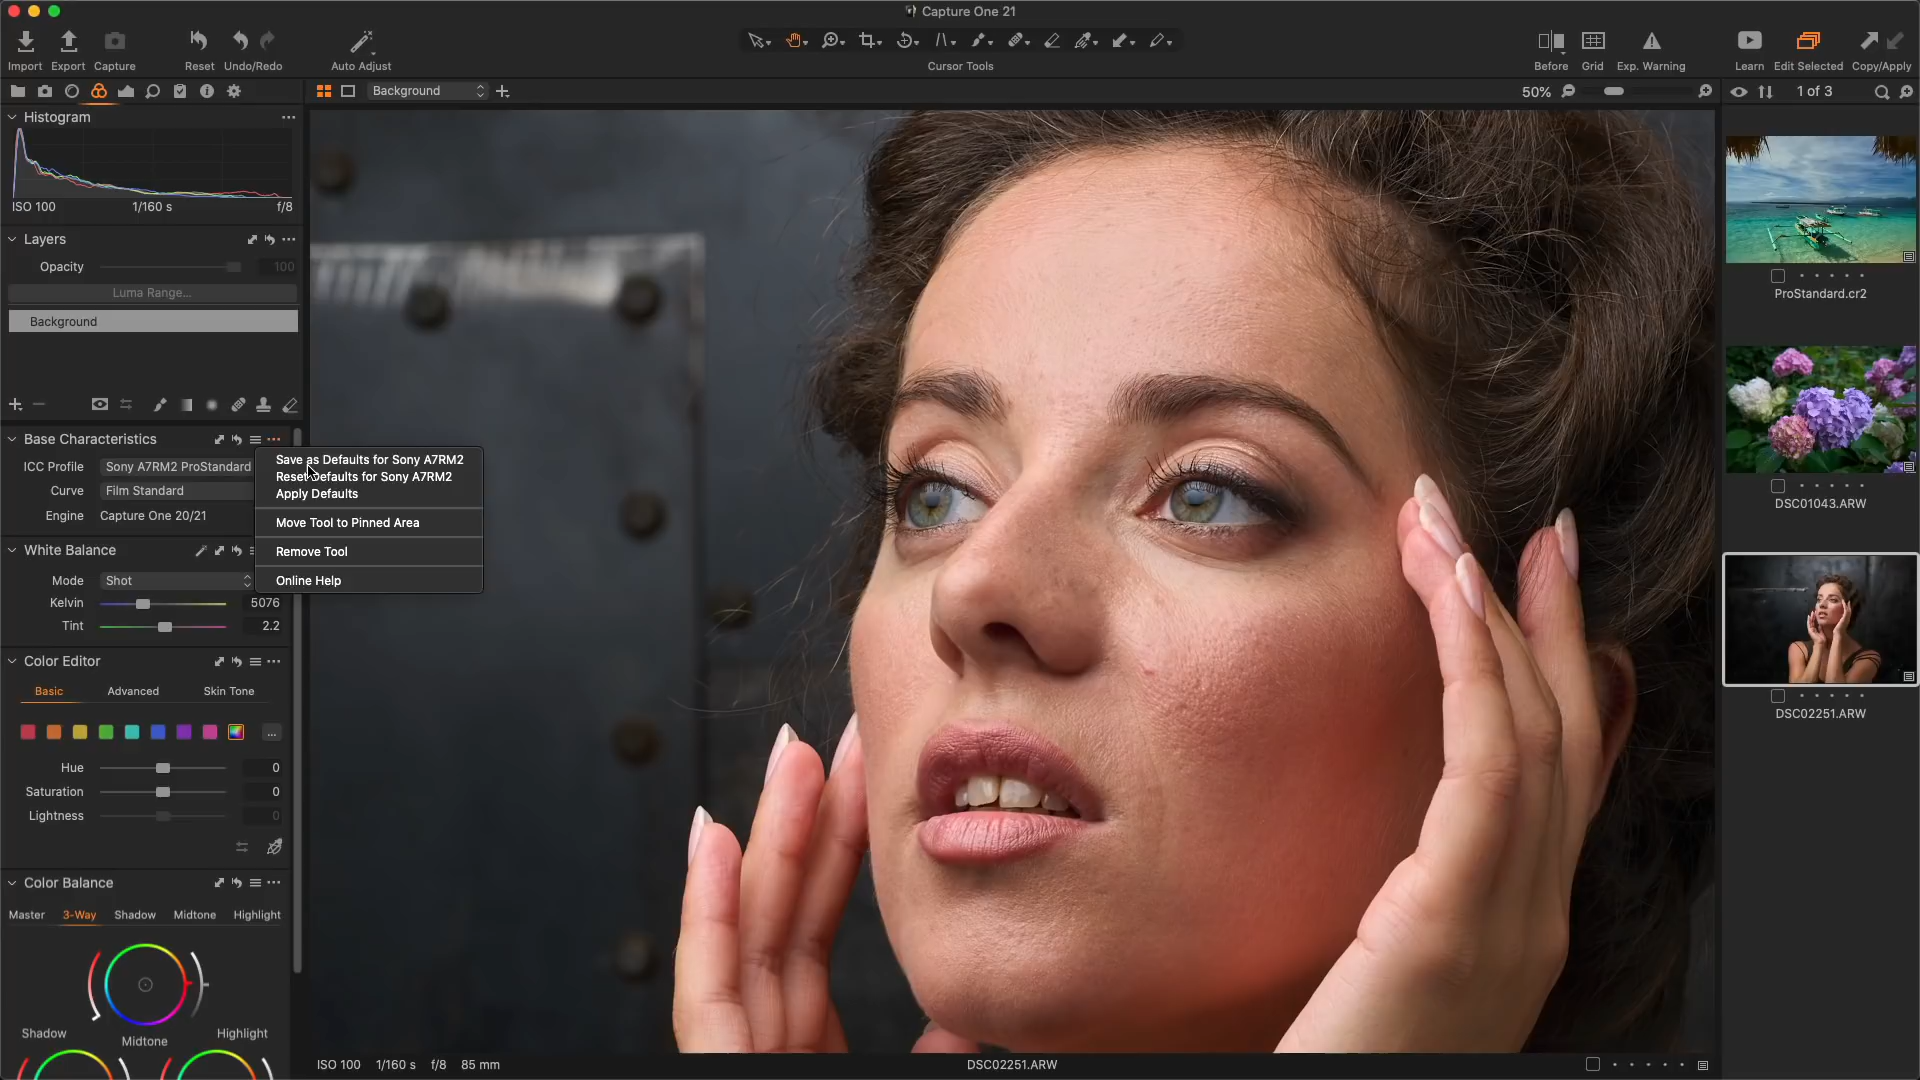 Capture One 21
Import Export Capture Reset Undo/Redo Auto Adjust Cursor Tools Before Grid Exp. Warning Learn Edit Selected Copy/Apply
Background
50%
1 of 3
Histogram
ISO 100 1/160 s f/8
Layers
Opacity 100
Luma Range...
Background
Base Characteristics
ICC Profile Sony A7RM2 ProStandard
Curve Film Standard
Engine Capture One 20/21
Save as Defaults for Sony A7RM2
Reset Defaults for Sony A7RM2
Apply Defaults
Move Tool to Pinned Area
Remove Tool
Online Help
White Balance
Mode Shot
Kelvin 5076
Tint 2.2
Color Editor
Basic Advanced Skin Tone
...
Hue 0
Saturation 0
Lightness 0
Color Balance
Master 3-Way Shadow Midtone Highlight
Shadow Midtone Highlight
ISO 100 1/160 s f/8 85 mm
DSC02251.ARW
ProStandard.cr2
DSC01043.ARW
DSC02251.ARW